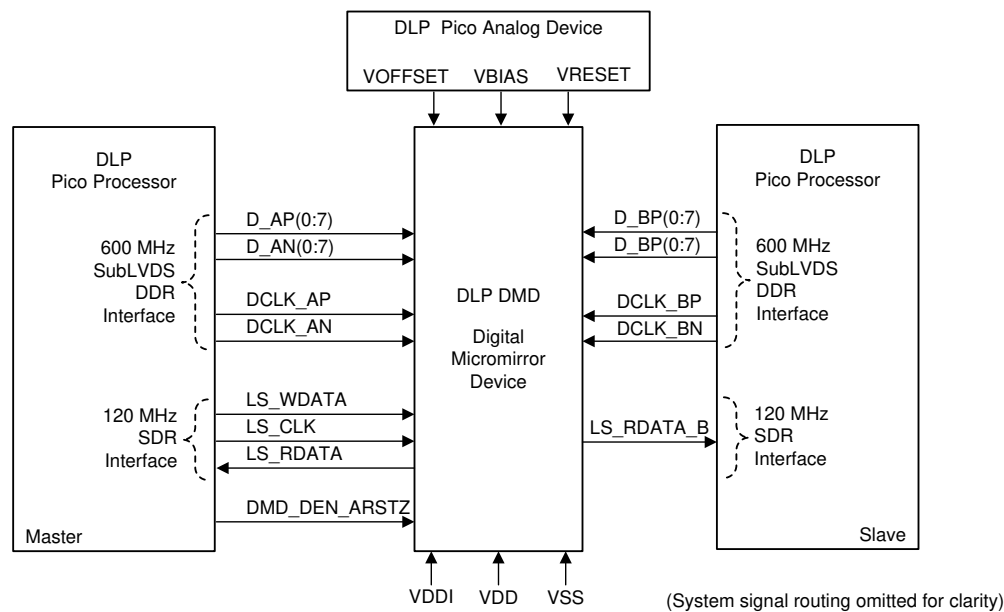 DLP Pico Analog Device
VOFFSET VBIAS VRESET
DLP
Pico Processor
600 MHz
SubLVDS
DDR
Interface
120 MHz
SDR
Interface
Master
D_AP(0:7)
D_AN(0:7)
DCLK_AP
DCLK_AN
LS_WDATA
LS_CLK
LS_RDATA
DMD_DEN_ARSTZ
DLP DMD
Digital
Micromirror
Device
D_BP(0:7)
D_BP(0:7)
DCLK_BP
DCLK_BN
LS_RDATA_B
DLP
Pico Processor
600 MHz
SubLVDS
DDR
Interface
120 MHz
SDR
Interface
Slave
VDDI VDD VSS
(System signal routing omitted for clarity)